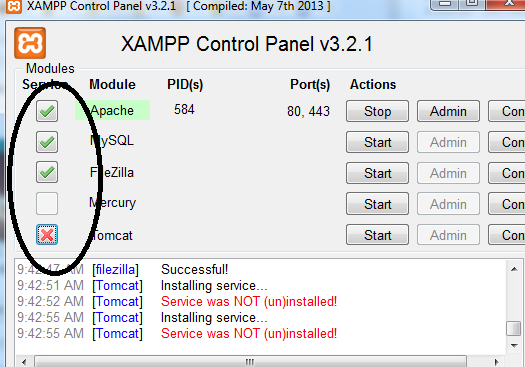 XAMPP Control Panel v3.2.1 [ Compiled: May 7th 2013 ]
XAMPP Control Panel v3.2.1
Modules
Service Module PID(s) Port(s) Actions
Apache 584 80, 443 Stop Admin Con
MySQL Start Admin Con
FileZilla Start Admin Con
Mercury Start Admin Con
Tomcat Start Admin Con
9:42:47 AM [filezilla] Successful!
9:42:51 AM [Tomcat] Installing service...
9:42:52 AM [Tomcat] Service was NOT (un)installed!
9:42:55 AM [Tomcat] Installing service...
9:42:55 AM [Tomcat] Service was NOT (un)installed!